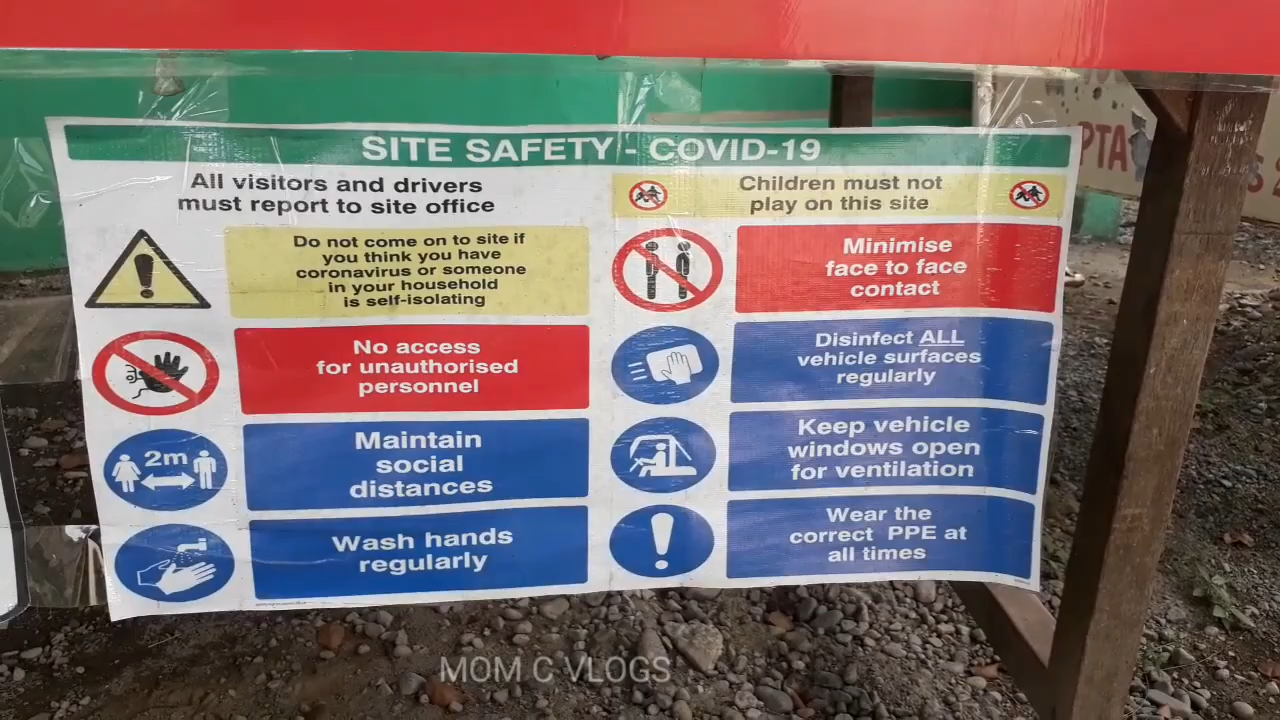 SITE SAFETY - COVID-19
All visitors and drivers
must report to site office
Do not come on to site if
you think you have
coronavirus or someone
in your household
is self-isolating
No access
for unauthorised
personnel
2m
Maintain
social
distances
Wash hands
regularly
Children must not
play on this site
Minimise
face to face
contact
Disinfect ALL
vehicle surfaces
regularly
Keep vehicle
windows open
for ventilation
Wear the
correct PPE at
all times
PTA
MOM C VLOGS